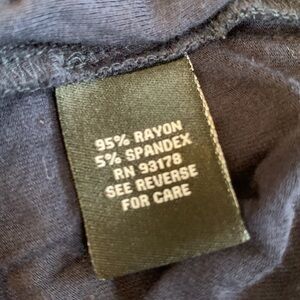 95% RAYON
5% SPANDEX
RN 93178
SEE REVERSE
FOR CARE